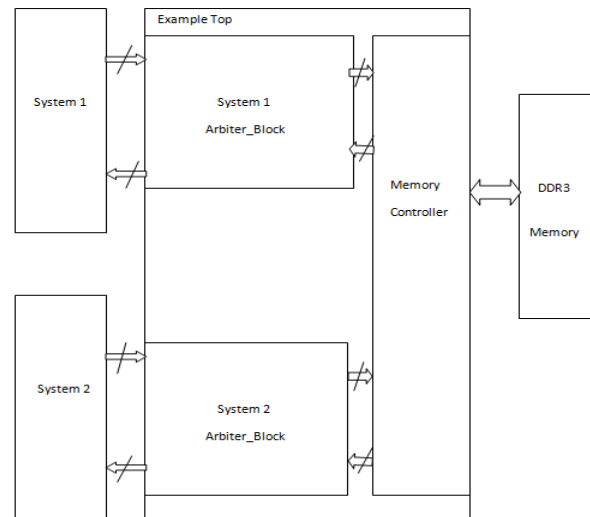 Example Top
System 1
System 1
Arbiter_Block
Memory
Controller
DDR3
Memory
System 2
System 2
Arbiter_Block